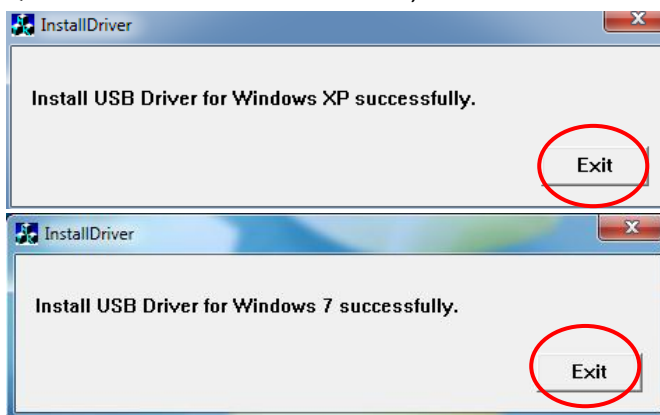 InstallDriver
Install USB Driver for Windows XP successfully.
Exit
InstallDriver
Install USB Driver for Windows 7 successfully.
Exit